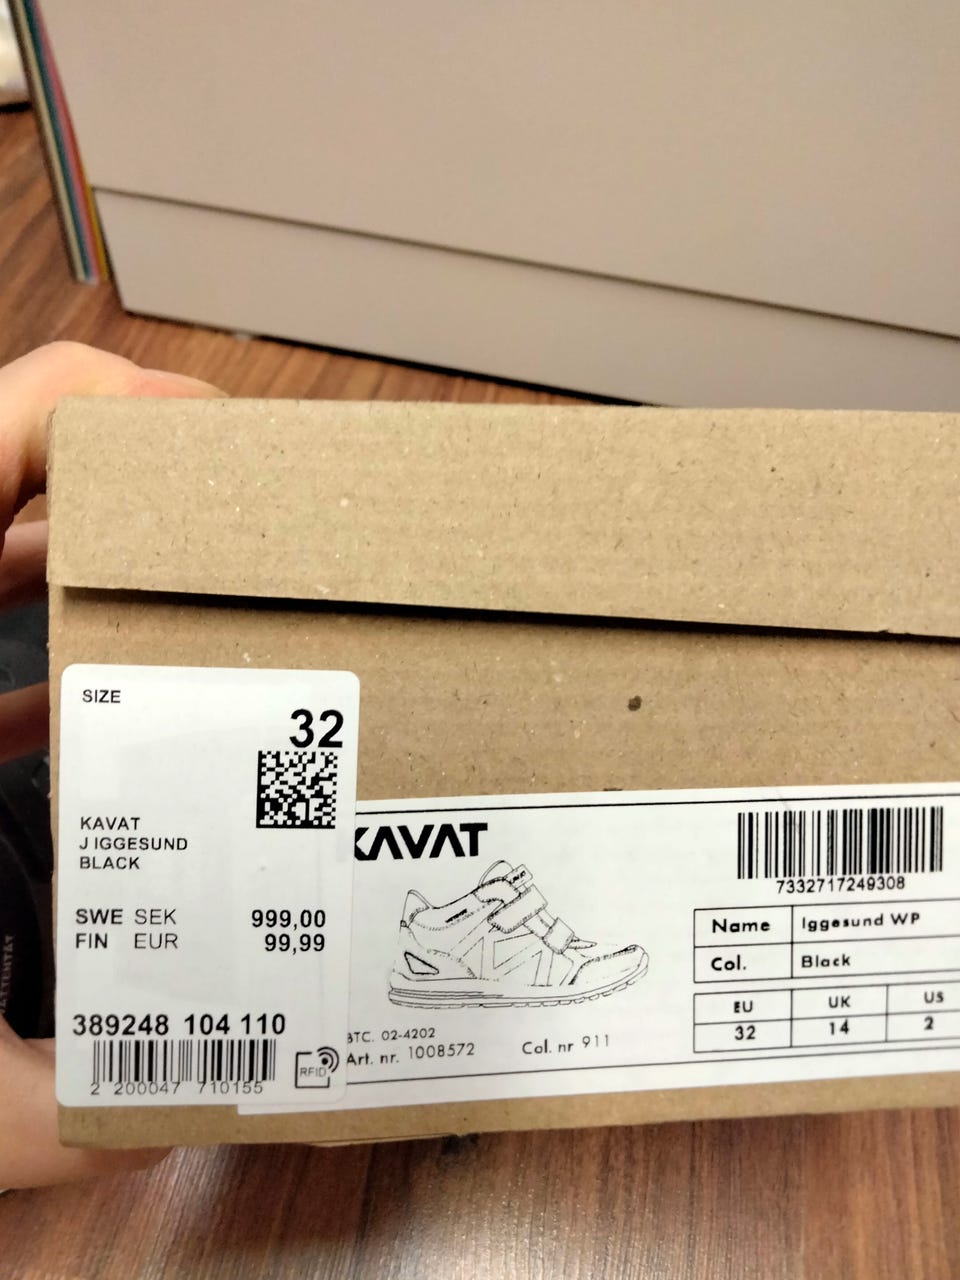 SIZE
32
KAVAT
J IGGESUND
BLACK
SWE SEK 999,00
FIN EUR 99,99
389248 104 110
2 200047 710155
RFID
KAVAT
7332717249308
Name Iggesund WP
Col. Black
EU UK US
32 14 2
BTC. 02-4202
Art. nr. 1008572 Col. nr 911